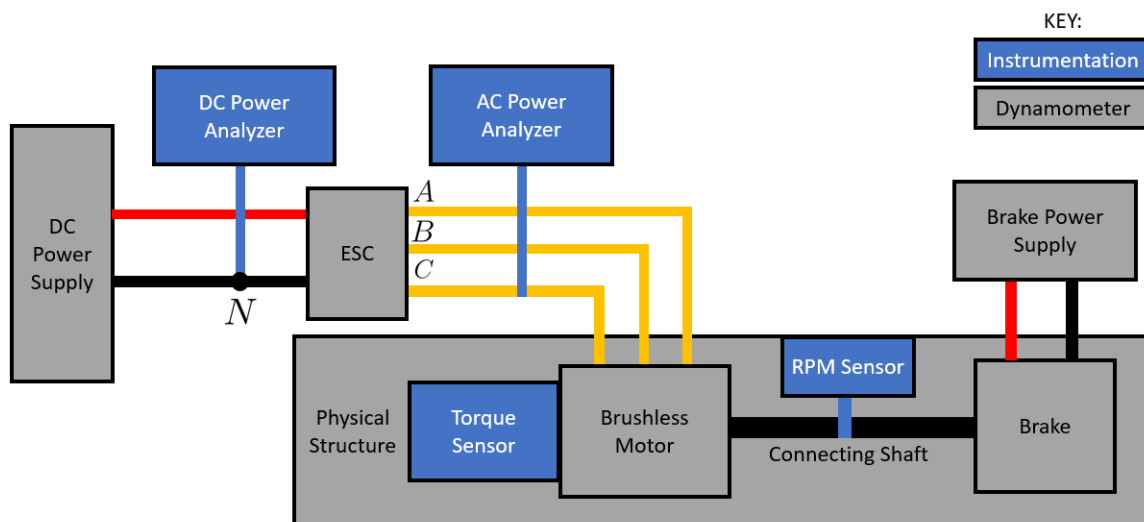 KEY:
Instrumentation
Dynamometer
DC Power
Analyzer
AC Power
Analyzer
DC
Power
Supply
ESC
A
B
C
N
Brake Power
Supply
RPM Sensor
Physical
Structure
Torque
Sensor
Brushless
Motor
Connecting Shaft
Brake